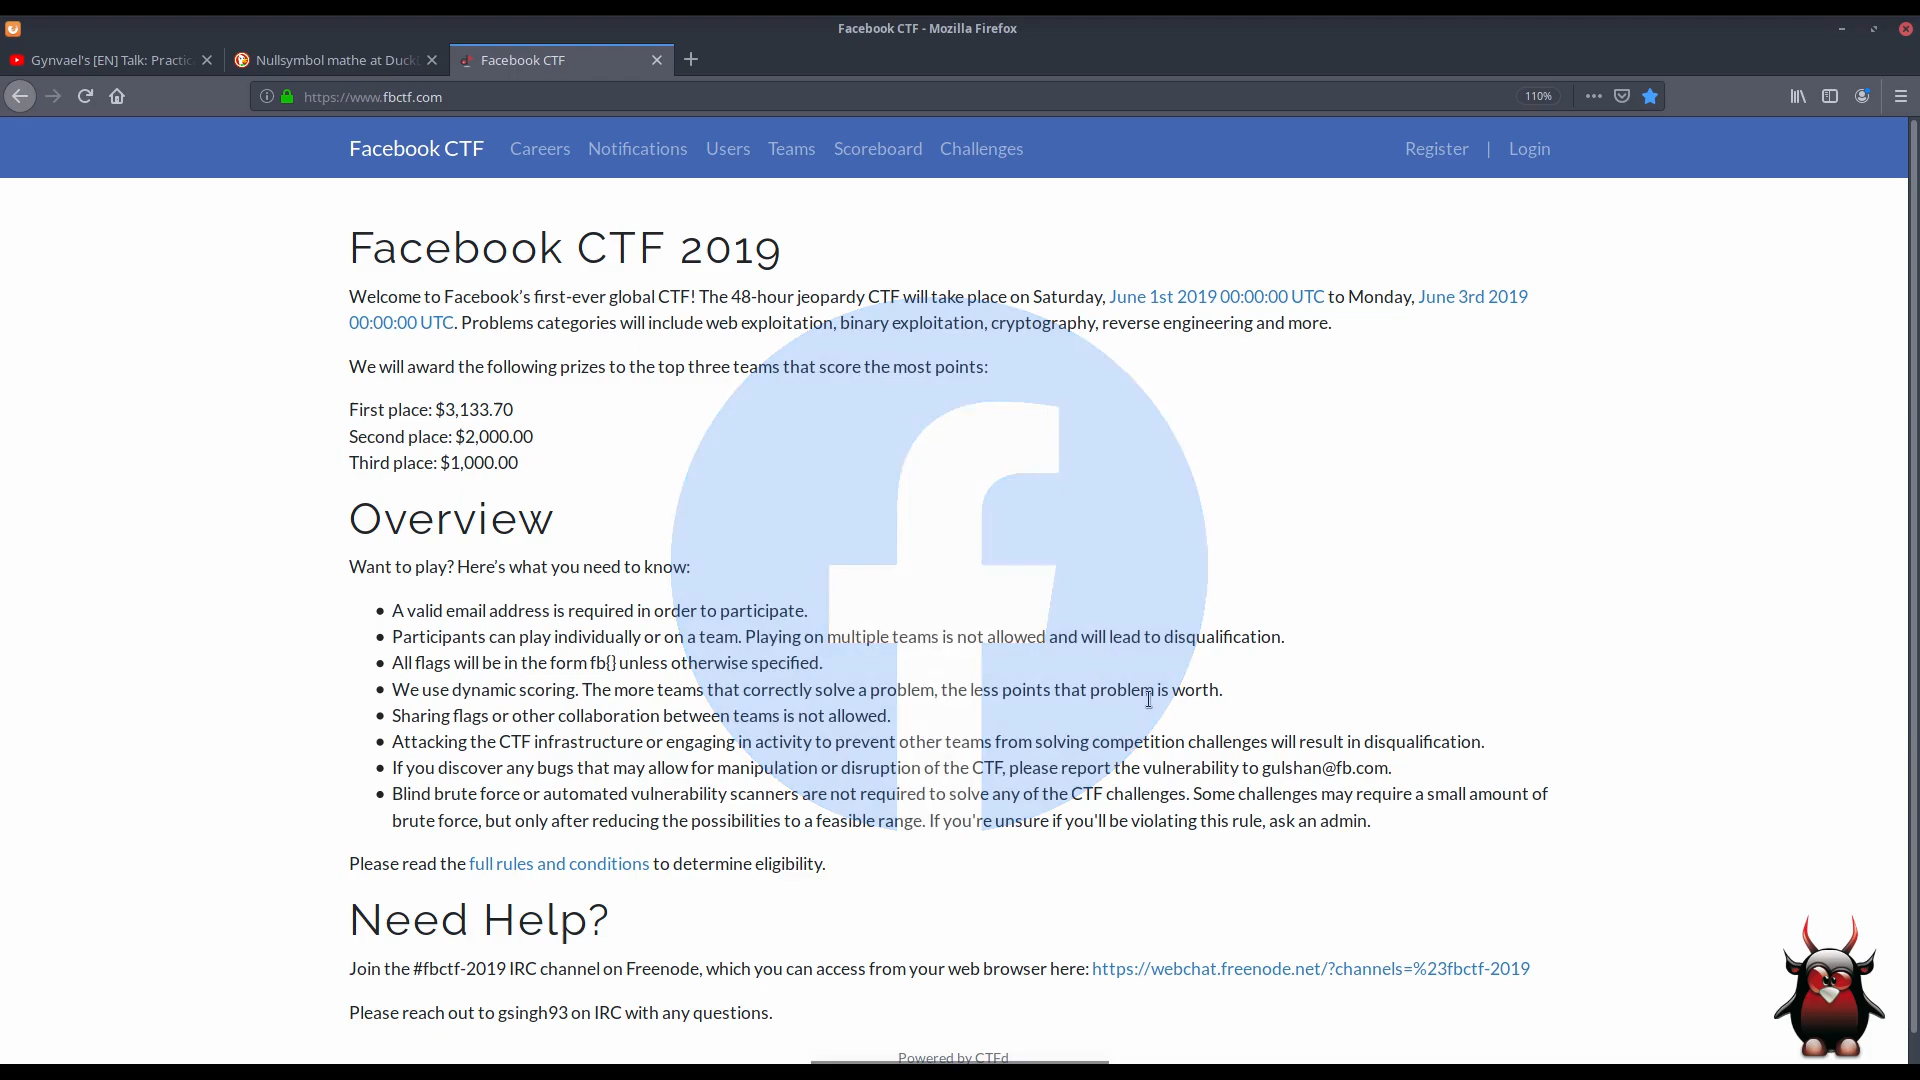 Facebook CTF - Mozilla Firefox
Gynvael's [EN] Talk: Practic
Nullsymbol mathe at Duck
Facebook CTF
https://www.fbctf.com
110%
Facebook CTF
Careers
Notifications
Users
Teams
Scoreboard
Challenges
Register | Login
Facebook CTF 2019
Welcome to Facebook’s first-ever global CTF! The 48-hour jeopardy CTF will take place on Saturday, June 1st 2019 00:00:00 UTC to Monday, June 3rd 2019
00:00:00 UTC. Problems categories will include web exploitation, binary exploitation, cryptography, reverse engineering and more.
We will award the following prizes to the top three teams that score the most points:
First place: $3,133.70
Second place: $2,000.00
Third place: $1,000.00
Overview
Want to play? Here’s what you need to know:
• A valid email address is required in order to participate.
• Participants can play individually or on a team. Playing on multiple teams is not allowed and will lead to disqualification.
• All flags will be in the form fb{} unless otherwise specified.
• We use dynamic scoring. The more teams that correctly solve a problem, the less points that problem is worth.
• Sharing flags or other collaboration between teams is not allowed.
• Attacking the CTF infrastructure or engaging in activity to prevent other teams from solving competition challenges will result in disqualification.
• If you discover any bugs that may allow for manipulation or disruption of the CTF, please report the vulnerability to gulshan@fb.com.
• Blind brute force or automated vulnerability scanners are not required to solve any of the CTF challenges. Some challenges may require a small amount of
brute force, but only after reducing the possibilities to a feasible range. If you're unsure if you'll be violating this rule, ask an admin.
Please read the full rules and conditions to determine eligibility.
Need Help?
Join the #fbctf-2019 IRC channel on Freenode, which you can access from your web browser here: https://webchat.freenode.net/?channels=%23fbctf-2019
Please reach out to gsingh93 on IRC with any questions.
Powered by CTFd